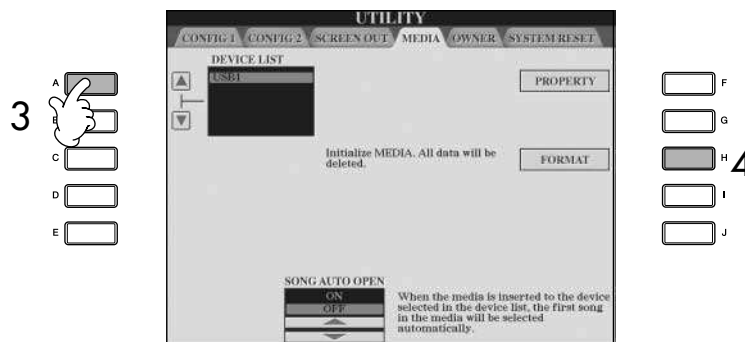 UTILITY
CONFIG 1 CONFIG 2 SCREEN OUT MEDIA OWNER SYSTEM RESET
DEVICE LIST
USB1
PROPERTY
Initialize MEDIA. All data will be
deleted.
FORMAT
SONG AUTO OPEN
ON
OFF
When the media is inserted to the device
selected in the device list, the first song
in the media will be selected
automatically.
3
A
B
C
D
E
F
G
H
I
J
4